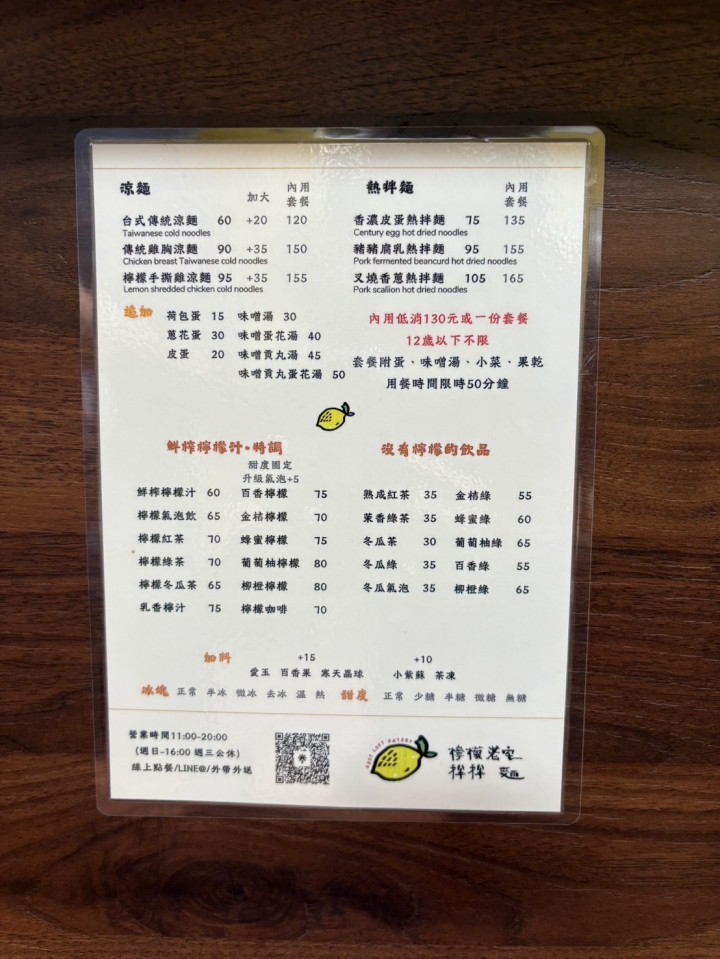 涼麵
加大 內用套餐
台式傳統涼麵 60 +20 120
Taiwanese cold noodles
傳統雞胸涼麵 90 +35 150
Chicken breast Taiwanese cold noodles
檸檬手撕雞涼麵 95 +35 155
Lemon shredded chicken cold noodles
熱拌麵
內用套餐
香濃皮蛋熱拌麵 75 135
Century egg hot dried noodles
豬豬腐乳熱拌麵 95 155
Pork fermented beancurd hot dried noodles
叉燒香蔥熱拌麵 105 165
Pork scallion hot dried noodles
追加
荷包蛋 15 味噌湯 30
蔥花蛋 30 味噌蛋花湯 40
皮蛋 20 味噌貢丸湯 45
味噌貢丸蛋花湯 50
內用低消130元或一份套餐
12歲以下不限
套餐附蛋、味噌湯、小菜、果乾
用餐時間限時50分鐘
鮮榨檸檬汁·特調
甜度固定
升級氣泡+5
鮮榨檸檬汁 60 百香檸檬 75
檸檬氣泡飲 65 金桔檸檬 70
檸檬紅茶 70 蜂蜜檸檬 75
檸檬綠茶 70 葡萄柚檸檬 80
檸檬冬瓜茶 65 柳橙檸檬 80
乳香檸汁 75 檸檬咖啡 70
沒有檸檬的飲品
熟成紅茶 35 金桔綠 55
茉香綠茶 35 蜂蜜綠 60
冬瓜茶 30 葡萄柚綠 65
冬瓜綠 35 百香綠 55
冬瓜氣泡 35 柳橙綠 65
加料 +15 +10
愛玉 百香果 寒天晶球 小紫蘇 茶凍
冰塊 正常 半冰 微冰 去冰 溫 熱 甜度 正常 少糖 半糖 微糖 無糖
營業時間11:00-20:00
(週日-16:00 週三公休)
線上點餐/LINE@/外帶外送